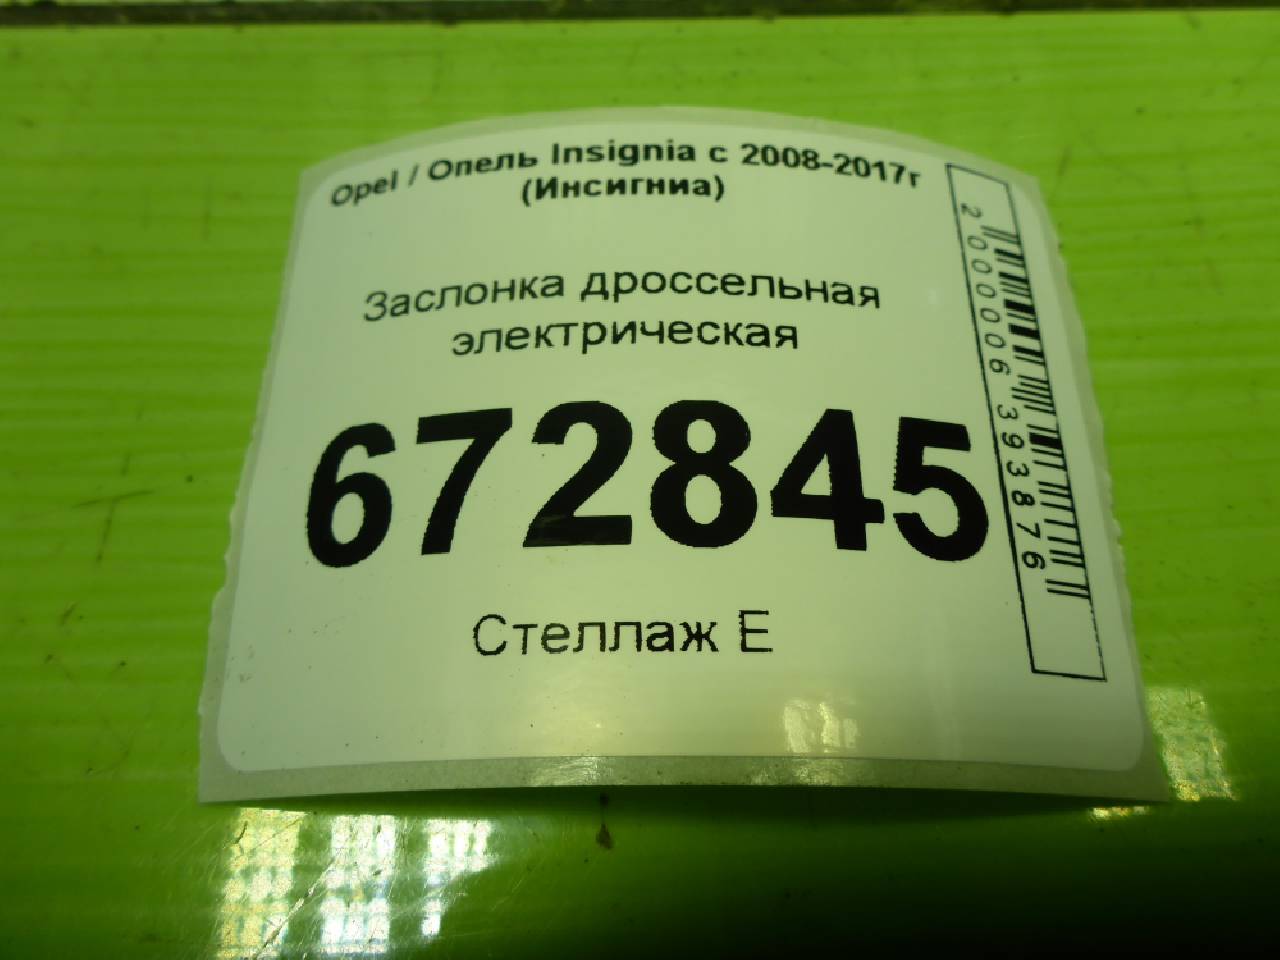 Opel / Опель Insignia с 2008-2017г
(Инсигниа)
Заслонка дроссельная
электрическая
672845
Стеллаж Е
2000006393876